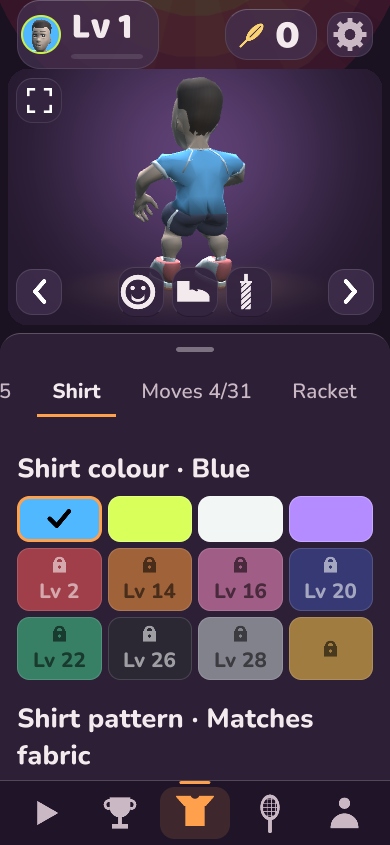 Lv 1
0
5
Shirt
Moves 4/31
Racket
Shirt colour · Blue
Lv 2
Lv 14
Lv 16
Lv 20
Lv 22
Lv 26
Lv 28
Shirt pattern · Matches
fabric